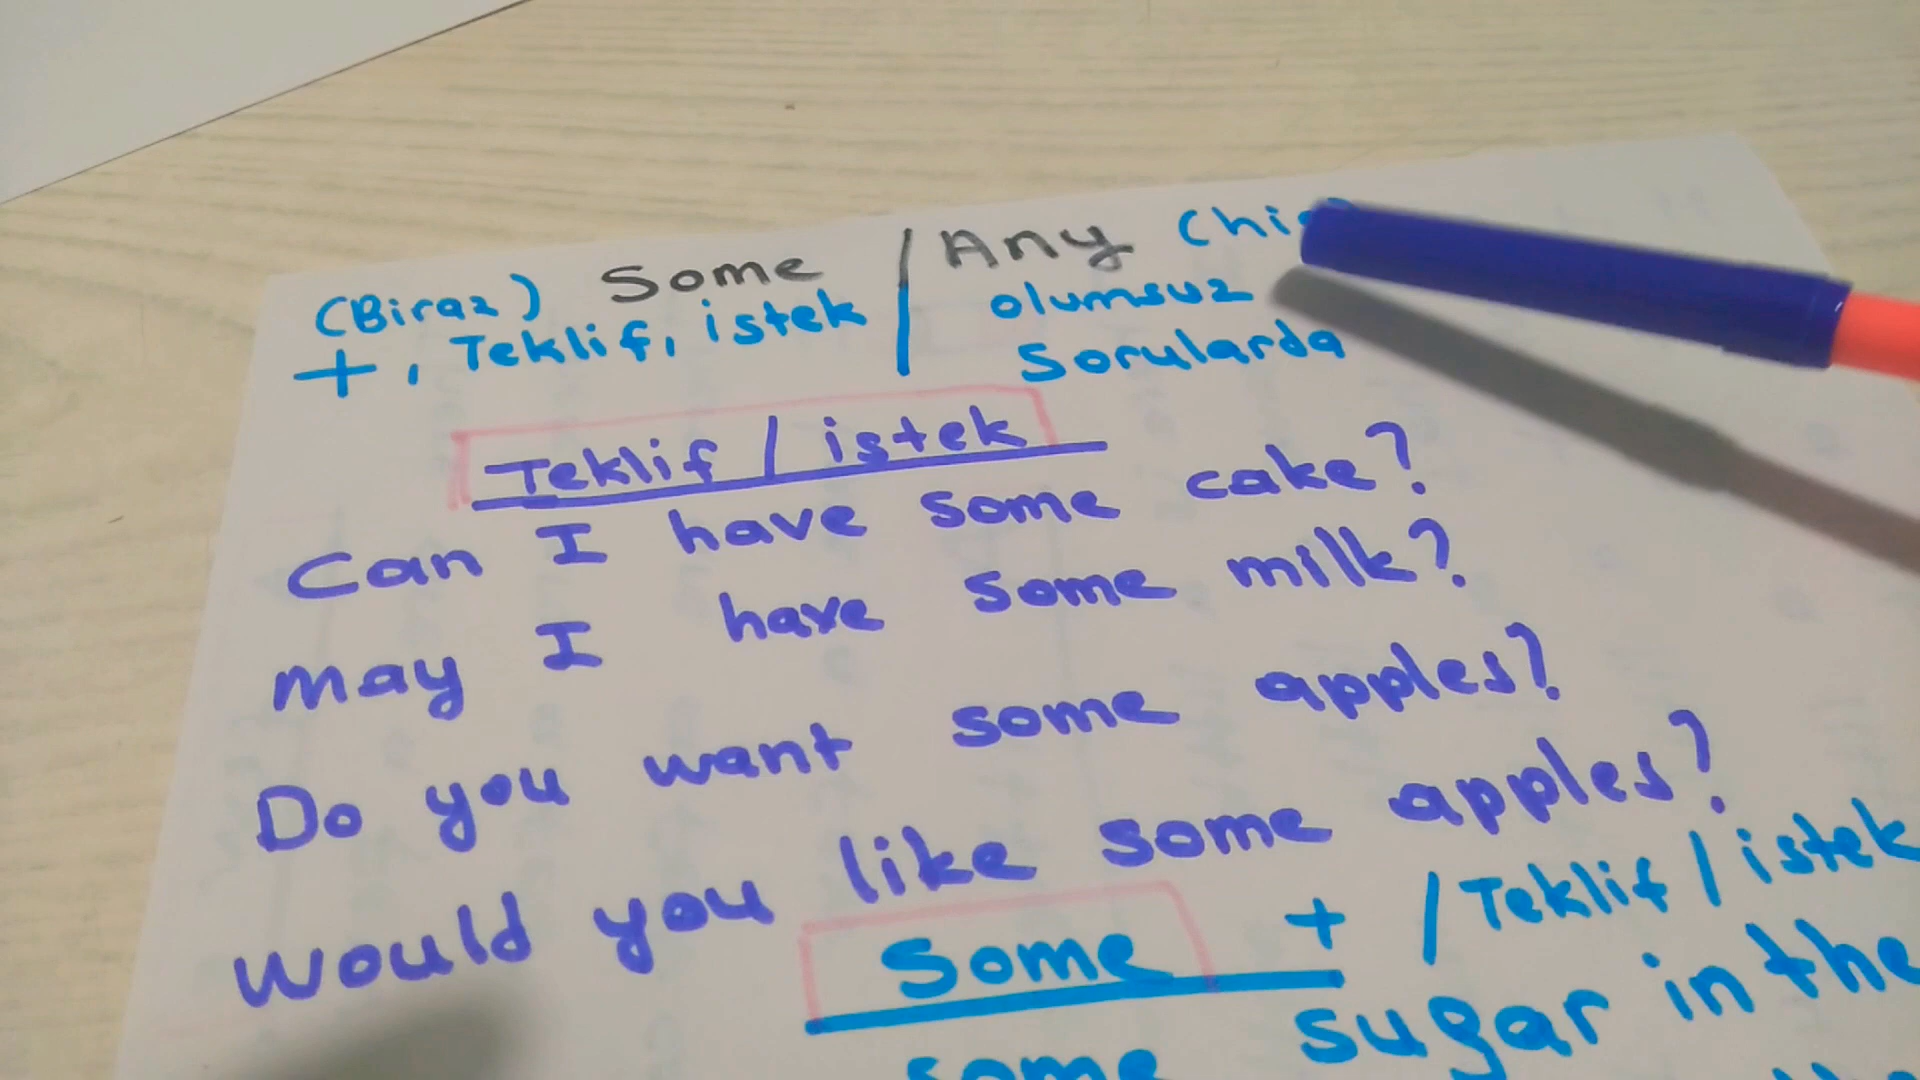 (Biraz) Some / Any
+, Teklif, istek / olumsuz
Sorularda
Teklif / istek
Can I have some cake?
may I have some milk?
Do you want some apples?
Would you like some apples?
Some + / Teklif / istek
some sugar in the